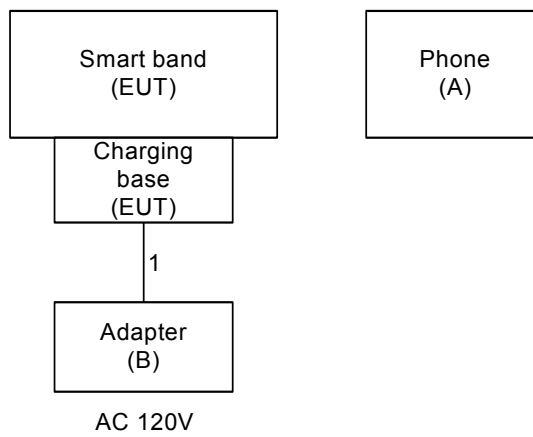 Smart band
(EUT)
Phone
(A)
Charging
base
(EUT)
1
Adapter
(B)
AC 120V